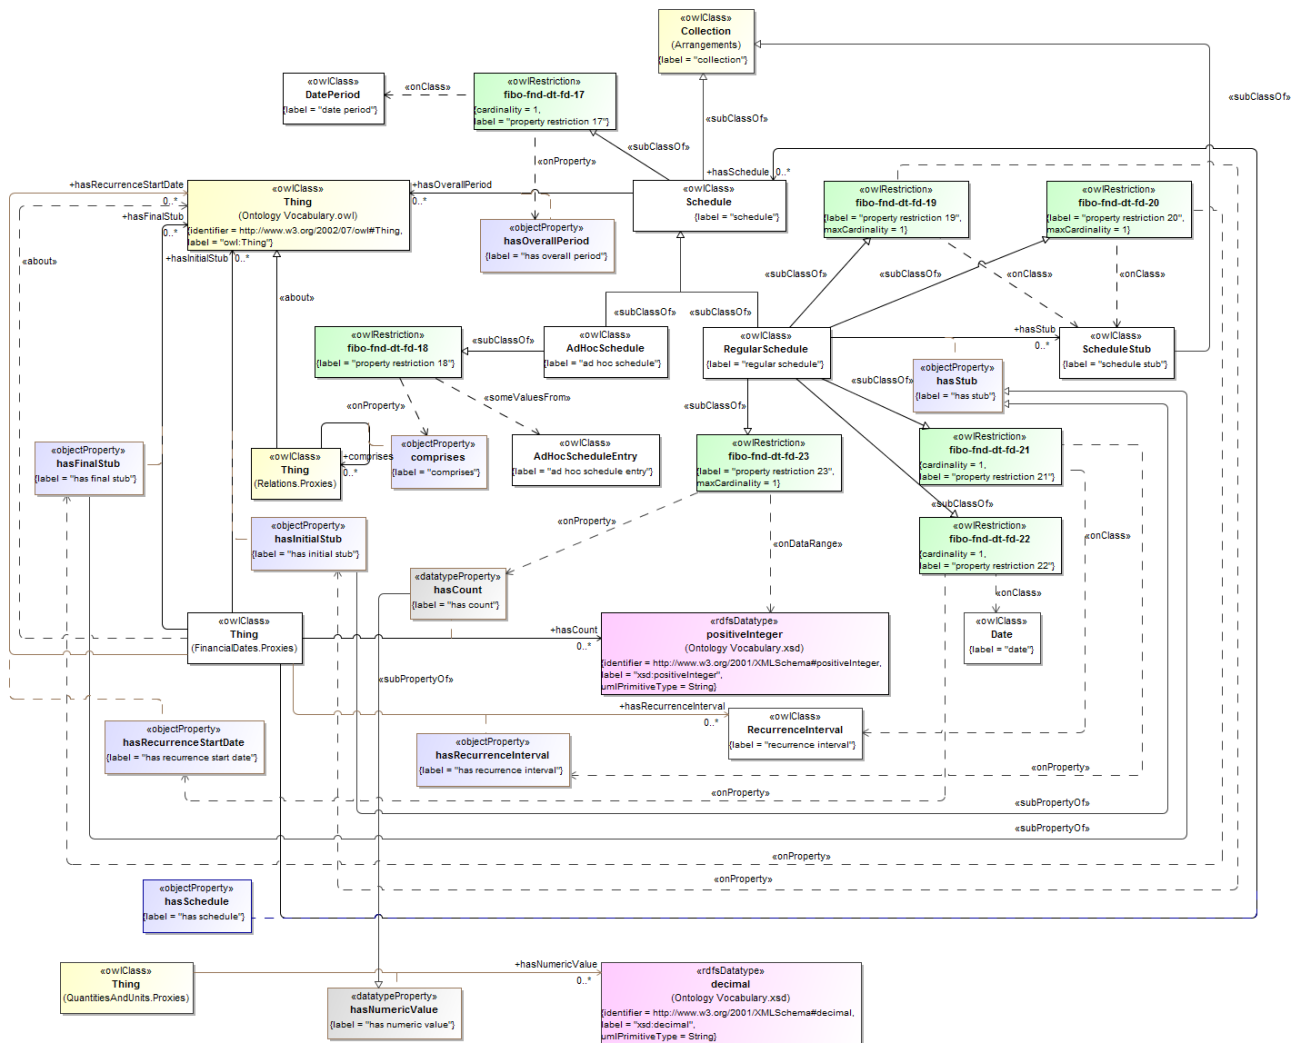 «owlClass»
Collection
(Arrangements)
{label = "collection"}
«subClassOf»
«subClassOf»
«owlClass»
DatePeriod
{label = "date period"}
«onClass»
«owlRestriction»
fibo-fnd-dt-fd-17
{cardinality = 1,
label = "property restriction 17"}
«subClassOf»
«onProperty»
+hasSchedule
0..*
+hasRecurrenceStartDate
0..*
+hasFinalStub
0..*
+hasInitialStub
0..*
«about»
«owlClass»
Thing
(Ontology Vocabulary.owl)
{identifier = http://www.w3.org/2002/07/owl#Thing,
label = "owl:Thing"}
+hasOverallPeriod
0..*
«owlClass»
Schedule
{label = "schedule"}
«owlRestriction»
fibo-fnd-dt-fd-19
{label = "property restriction 19",
maxCardinality = 1}
«owlRestriction»
fibo-fnd-dt-fd-20
{label = "property restriction 20",
maxCardinality = 1}
«objectProperty»
hasOverallPeriod
{label = "has overall period"}
«about»
«subClassOf»
«subClassOf»
«onClass»
«onClass»
«subClassOf»
«subClassOf»
«owlRestriction»
fibo-fnd-dt-fd-18
{label = "property restriction 18"}
«subClassOf»
«owlClass»
AdHocSchedule
{label = "ad hoc schedule"}
«owlClass»
RegularSchedule
{label = "regular schedule"}
+hasStub
0..*
«owlClass»
ScheduleStub
{label = "schedule stub"}
«objectProperty»
hasStub
{label = "has stub"}
«onProperty»
«someValuesFrom»
«subClassOf»
«subClassOf»
«objectProperty»
hasFinalStub
{label = "has final stub"}
«owlClass»
Thing
(Relations.Proxies)
+comprises
0..*
«objectProperty»
comprises
{label = "comprises"}
«owlClass»
AdHocScheduleEntry
{label = "ad hoc schedule entry"}
«owlRestriction»
fibo-fnd-dt-fd-23
{label = "property restriction 23",
maxCardinality = 1}
«owlRestriction»
fibo-fnd-dt-fd-21
{cardinality = 1,
label = "property restriction 21"}
«subClassOf»
«objectProperty»
hasInitialStub
{label = "has initial stub"}
«onProperty»
«onDataRange»
«owlRestriction»
fibo-fnd-dt-fd-22
{cardinality = 1,
label = "property restriction 22"}
«onClass»
«datatypeProperty»
hasCount
{label = "has count"}
«onClass»
«owlClass»
Thing
(FinancialDates.Proxies)
+hasCount
0..*
«rdfsDatatype»
positiveInteger
(Ontology Vocabulary.xsd)
{identifier = http://www.w3.org/2001/XMLSchema#positiveInteger,
label = "xsd:positiveInteger",
umlPrimitiveType = String}
«owlClass»
Date
{label = "date"}
«subPropertyOf»
+hasRecurrenceInterval
0..*
«owlClass»
RecurrenceInterval
{label = "recurrence interval"}
«objectProperty»
hasRecurrenceStartDate
{label = "has recurrence start date"}
«objectProperty»
hasRecurrenceInterval
{label = "has recurrence interval"}
«onProperty»
«onProperty»
«subPropertyOf»
«subPropertyOf»
«onProperty»
«onProperty»
«objectProperty»
hasSchedule
{label = "has schedule"}
«owlClass»
Thing
(QuantitiesAndUnits.Proxies)
+hasNumericValue
0..*
«datatypeProperty»
hasNumericValue
{label = "has numeric value"}
«rdfsDatatype»
decimal
(Ontology Vocabulary.xsd)
{identifier = http://www.w3.org/2001/XMLSchema#decimal,
label = "xsd:decimal",
umlPrimitiveType = String}